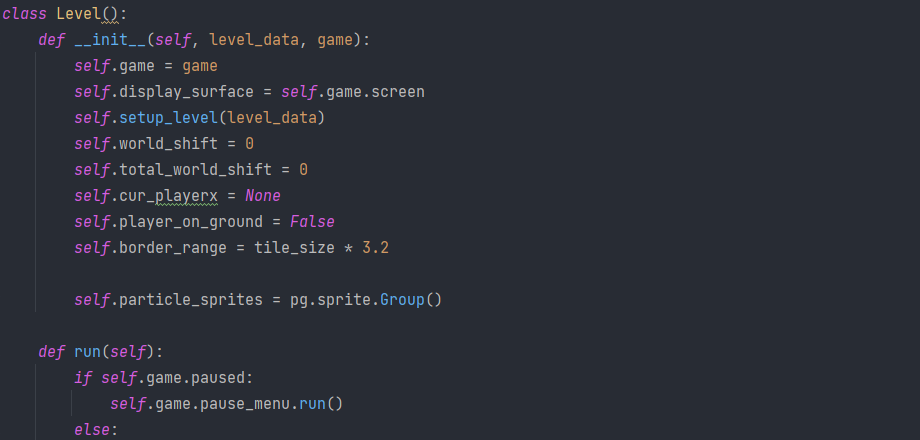 class Level():
    def __init__(self, level_data, game):
        self.game = game
        self.display_surface = self.game.screen
        self.setup_level(level_data)
        self.world_shift = 0
        self.total_world_shift = 0
        self.cur_playerx = None
        self.player_on_ground = False
        self.border_range = tile_size * 3.2

        self.particle_sprites = pg.sprite.Group()

    def run(self):
        if self.game.paused:
            self.game.pause_menu.run()
        else: